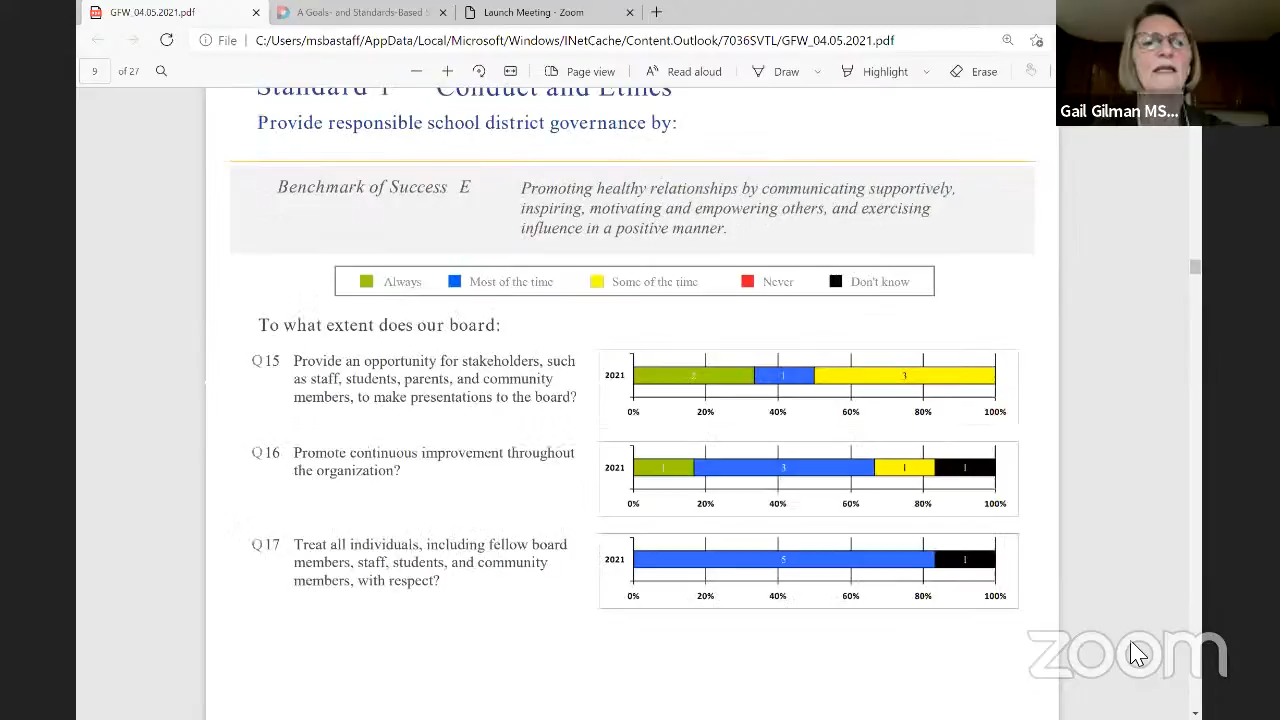 GFW_04.05.2021.pdf
A Goals- and Standards-Based S
Launch Meeting - Zoom
File
C:/Users/msbastaff/AppData/Local/Microsoft/Windows/INetCache/Content.Outlook/7036SVTL/GFW_04.05.2021.pdf
9 of 27
Page view
Read aloud
Draw
Highlight
Erase
Gail Gilman MS...
Standard 1 Conduct and Ethics
Provide responsible school district governance by:
Benchmark of Success E
Promoting healthy relationships by communicating supportively,
inspiring, motivating and empowering others, and exercising
influence in a positive manner.
Always Most of the time Some of the time Never Don't know
To what extent does our board:
Q15 Provide an opportunity for stakeholders, such
as staff, students, parents, and community
members, to make presentations to the board?
2021 2 1 3
0% 20% 40% 60% 80% 100%
Q16 Promote continuous improvement throughout
the organization?
2021 1 3 1 1
0% 20% 40% 60% 80% 100%
Q17 Treat all individuals, including fellow board
members, staff, students, and community
members, with respect?
2021 5 1
0% 20% 40% 60% 80% 100%
zoom